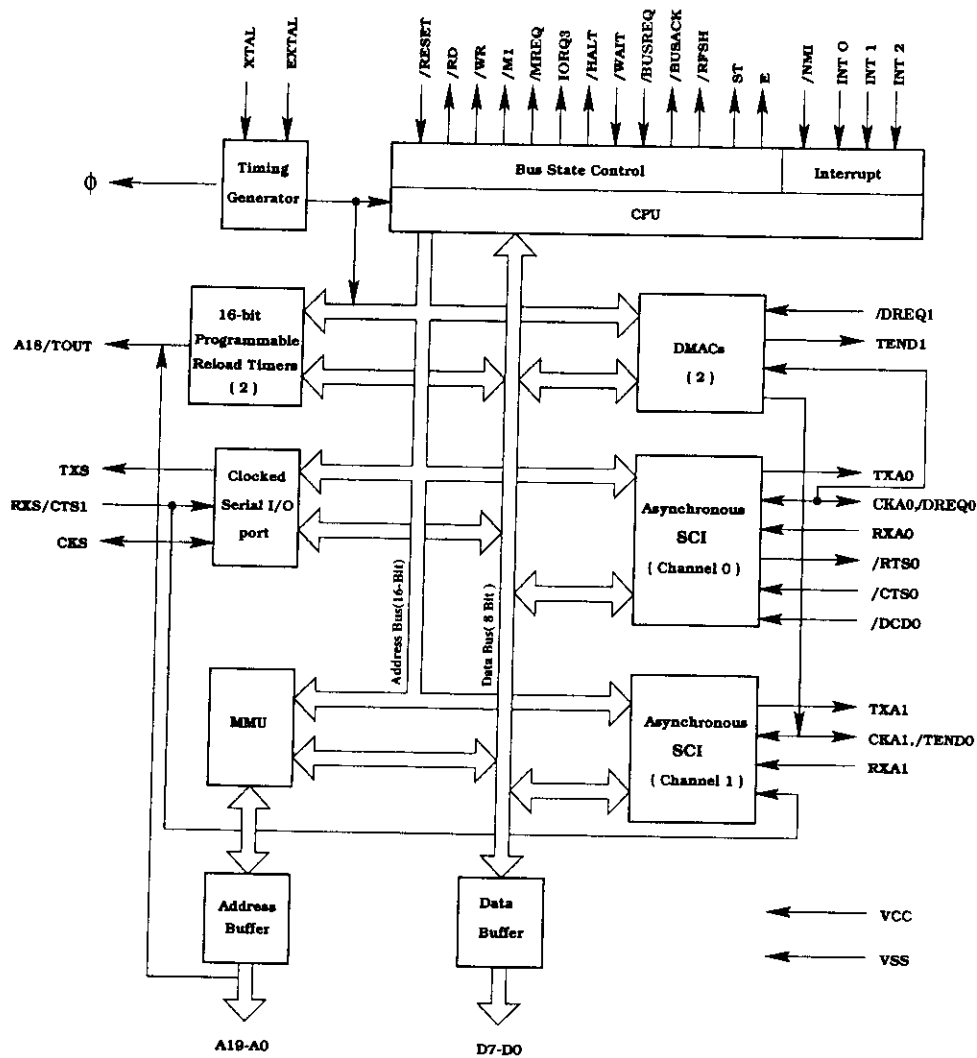 XTAL
EXTAL
/RESET
/RD
/WR
/M1
/MREQ
IORQ3
/HALT
/WAIT
/BUSREQ
/BUSACK
/RFSH
ST
E
/NMI
INT 0
INT 1
INT 2
Timing
Generator
ϕ
Bus State Control
Interrupt
CPU
16-bit
Programmable
Reload Timers
( 2 )
A18/TOUT
DMACs
( 2 )
/DREQ1
TEND1
TXS
RXS/CTS1
CKS
Clocked
Serial I/O
port
Asynchronous
SCI
( Channel 0 )
TXA0
CKA0,/DREQ0
RXA0
/RTS0
/CTS0
/DCD0
Address Bus(16-Bit)
Data Bus( 8 Bit )
MMU
Asynchronous
SCI
( Channel 1 )
TXA1
CKA1,/TEND0
RXA1
Address
Buffer
Data
Buffer
VCC
VSS
A19-A0
D7-D0